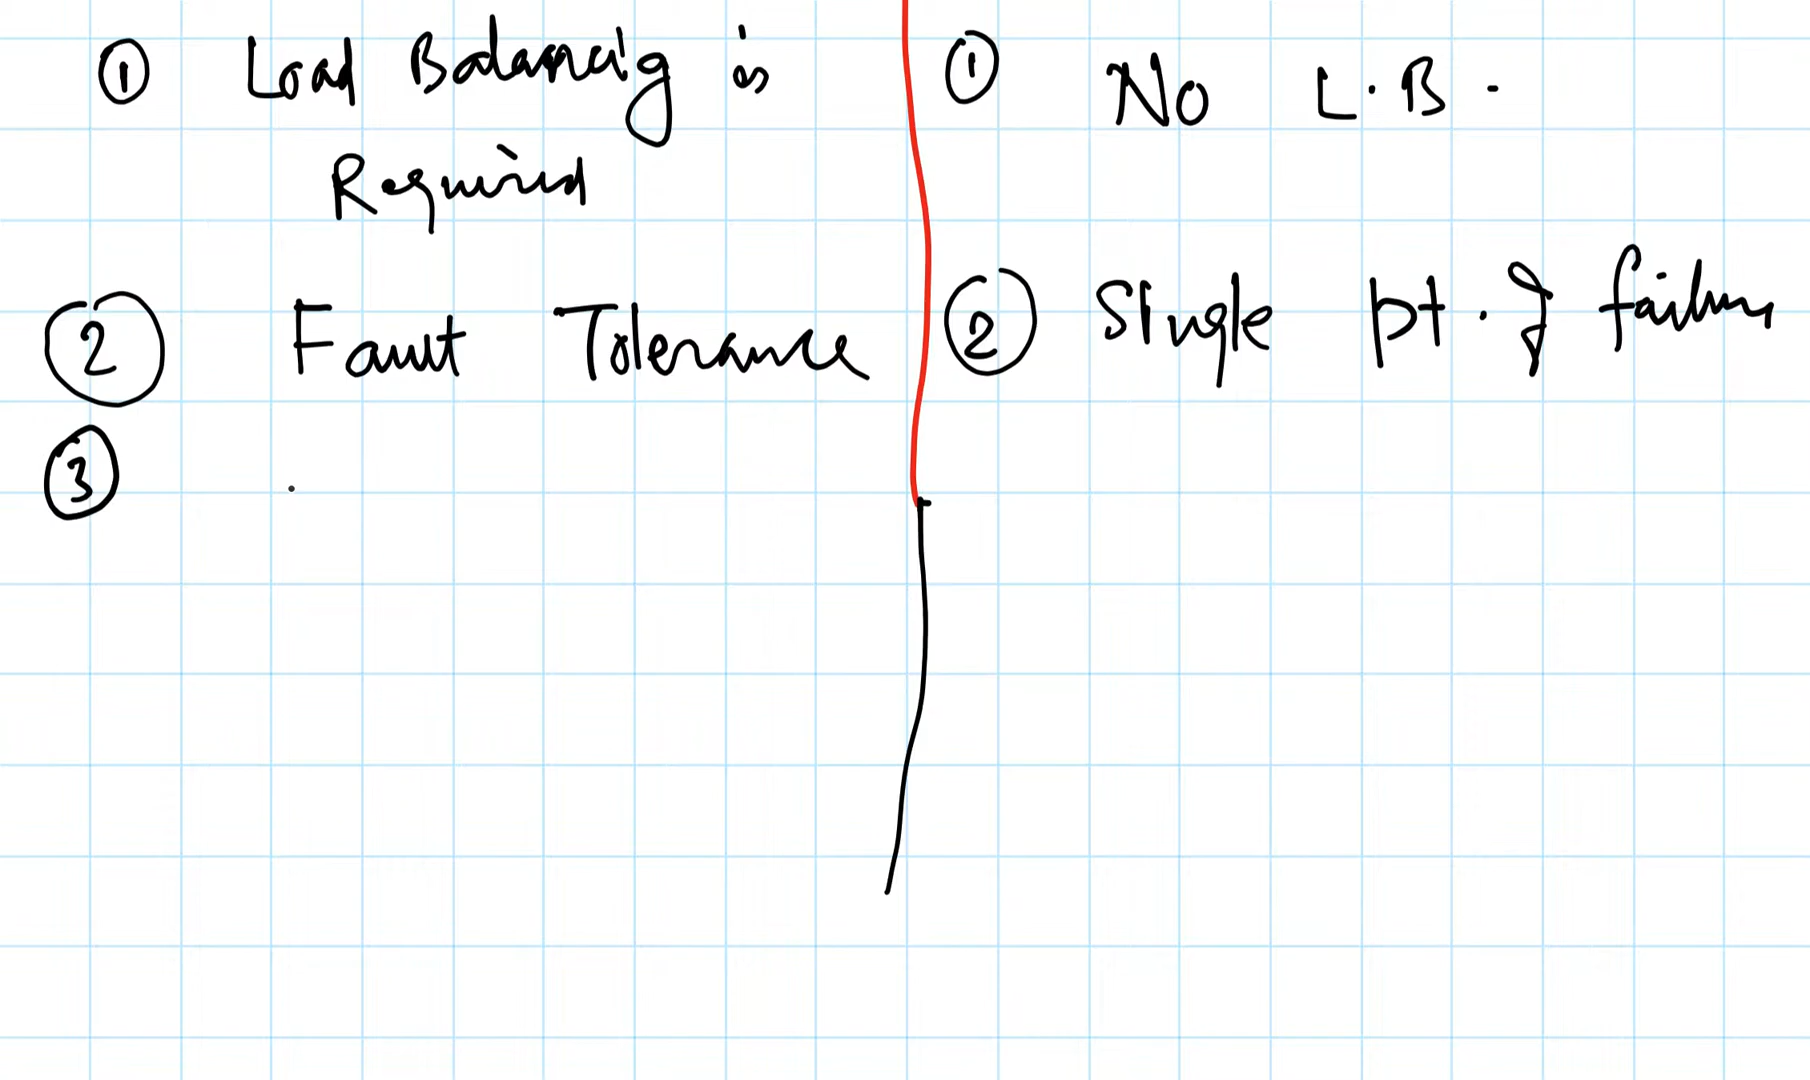 ① Load Balancing is
Required
② Fault Tolerance
③
① No L.B.
② Single pt. of failure